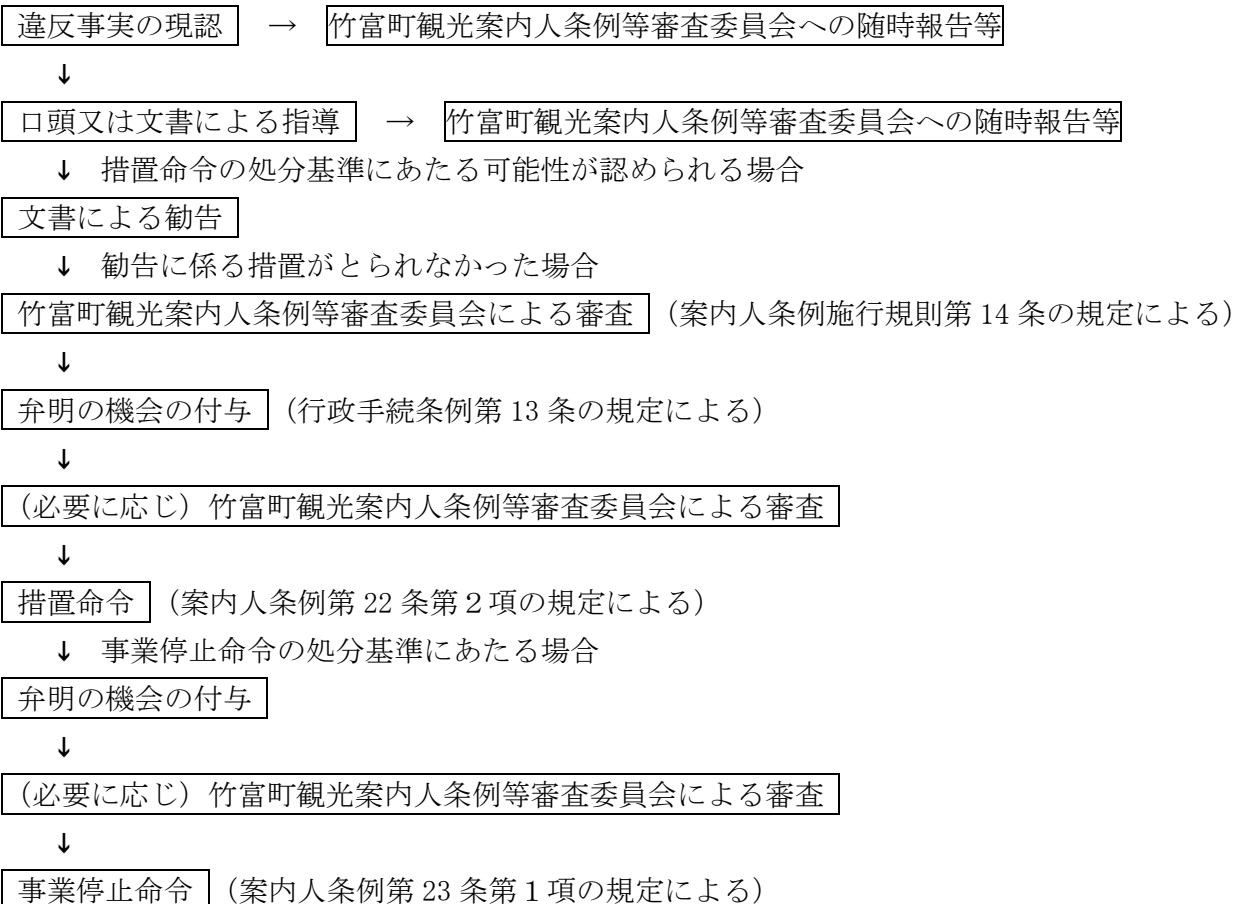 違反事実の現認 → 竹富町観光案内人条例等審査委員会への随時報告等
↓
口頭又は文書による指導 → 竹富町観光案内人条例等審査委員会への随時報告等
↓ 措置命令の処分基準にあたる可能性が認められる場合
文書による勧告
↓ 勧告に係る措置がとられなかった場合
竹富町観光案内人条例等審査委員会による審査（案内人条例施行規則第 14 条の規定による）
↓
弁明の機会の付与（行政手続条例第 13 条の規定による）
↓
（必要に応じ）竹富町観光案内人条例等審査委員会による審査
↓
措置命令（案内人条例第 22 条第２項の規定による）
↓ 事業停止命令の処分基準にあたる場合
弁明の機会の付与
↓
（必要に応じ）竹富町観光案内人条例等審査委員会による審査
↓
事業停止命令（案内人条例第 23 条第１項の規定による）